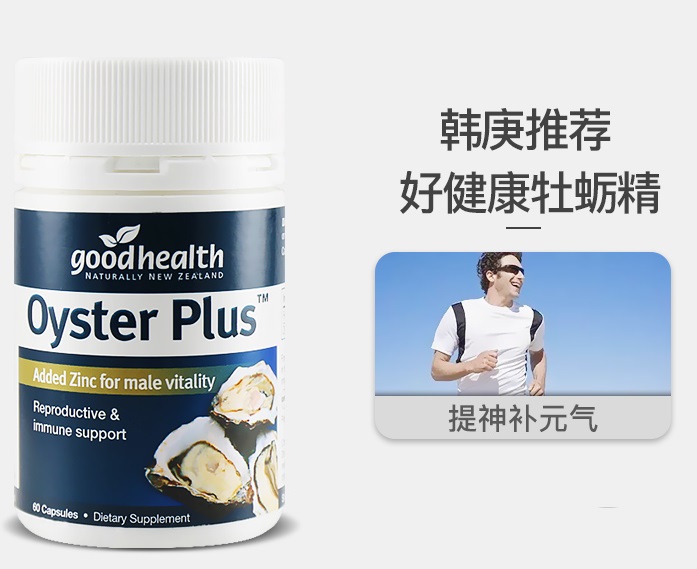 goodhealth
NATURALLY NEW ZEALAND
Oyster Plus™
Added Zinc for male vitality
Reproductive &
immune support
60 Capsules • Dietary Supplement
韩庚推荐
好健康牡蛎精
提神补元气